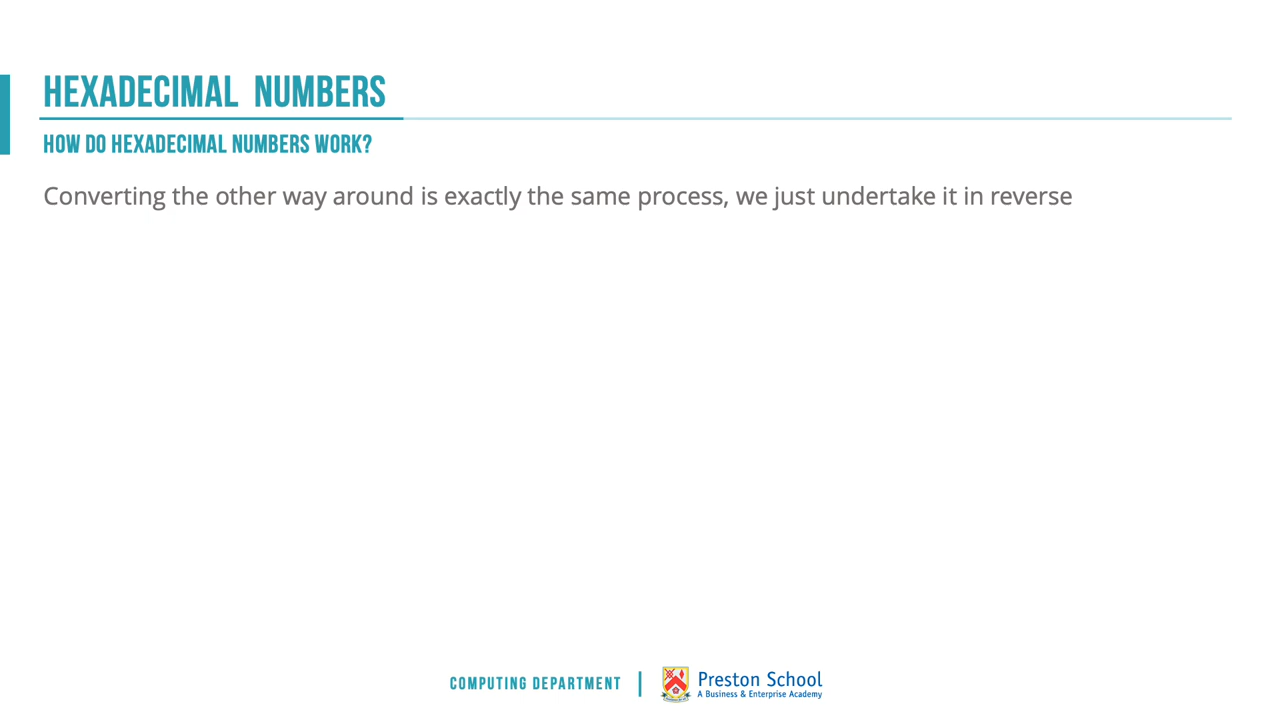 HEXADECIMAL NUMBERS
HOW DO HEXADECIMAL NUMBERS WORK?
Converting the other way around is exactly the same process, we just undertake it in reverse
COMPUTING DEPARTMENT
Preston School
A Business & Enterprise Academy